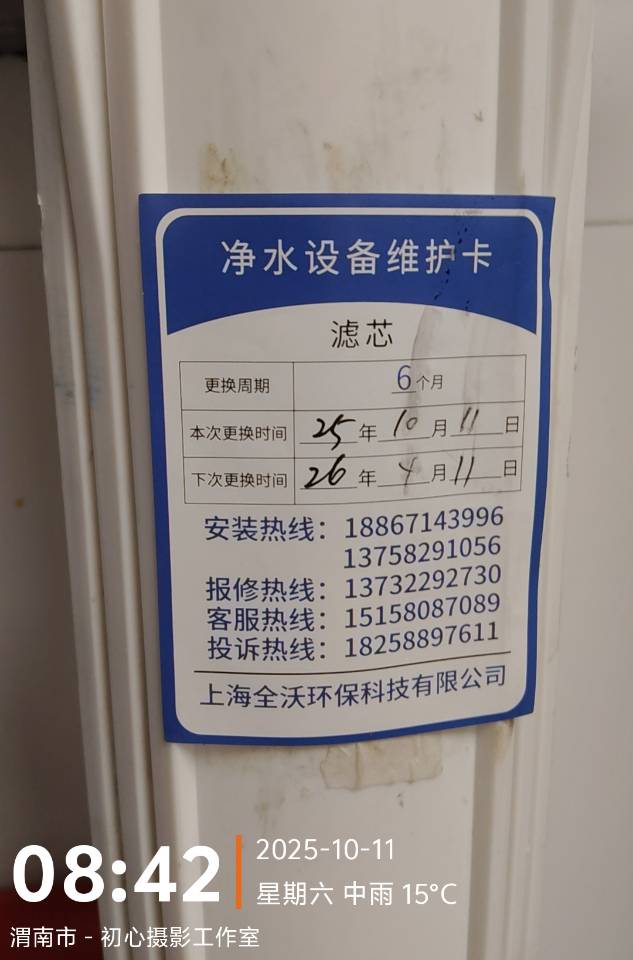 净水设备维护卡
滤芯
更换周期 6个月
本次更换时间 25年10月11日
下次更换时间 26年4月11日
安装热线：18867143996
13758291056
报修热线：13732292730
客服热线：15158087089
投诉热线：18258897611
上海全沃环保科技有限公司
08:42
2025-10-11
星期六 中雨 15°C
渭南市 - 初心摄影工作室